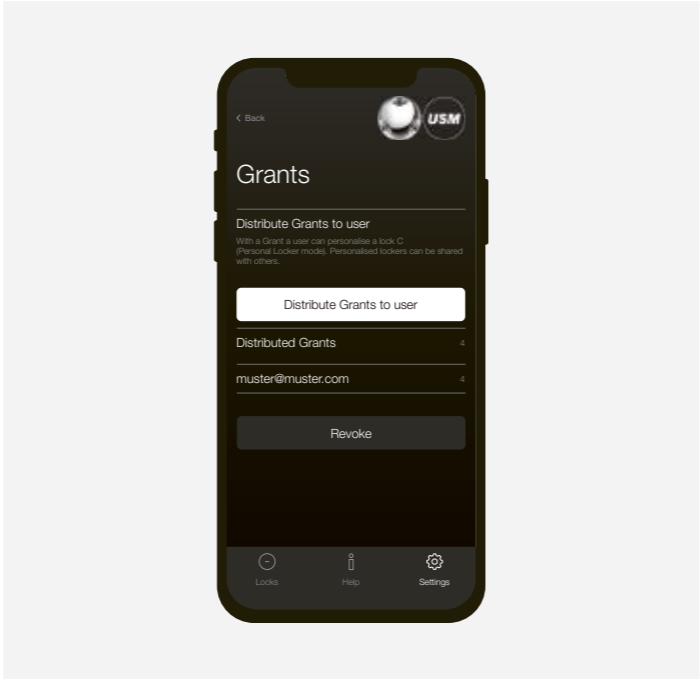 Back
USM
Grants
Distribute Grants to user
With a Grant a user can personalise a lock C
(Personal Locker mode). Personalised lockers can be shared
with others.
Distribute Grants to user
Distributed Grants 4
muster@muster.com 4
Revoke
Locks Help Settings